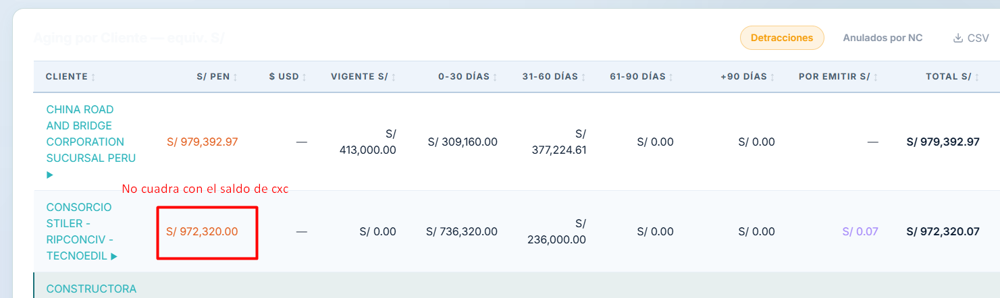 Aging por Cliente — equiv. S/
Detracciones
Anulados por NC
CSV
CLIENTE
S/ PEN
$ USD
VIGENTE S/
0-30 DÍAS
31-60 DÍAS
61-90 DÍAS
+90 DÍAS
POR EMITIR S/
TOTAL S/
CHINA ROAD
AND BRIDGE
CORPORATION
SUCURSAL PERU
S/ 979,392.97
—
S/
413,000.00
S/ 309,160.00
S/
377,224.61
S/ 0.00
S/ 0.00
—
S/ 979,392.97
No cuadra con el saldo de cxc
CONSORCIO
STILER -
RIPCONCIV -
TECNOEDIL
S/ 972,320.00
—
S/ 0.00
S/ 736,320.00
S/
236,000.00
S/ 0.00
S/ 0.00
S/ 0.07
S/ 972,320.07
CONSTRUCTORA